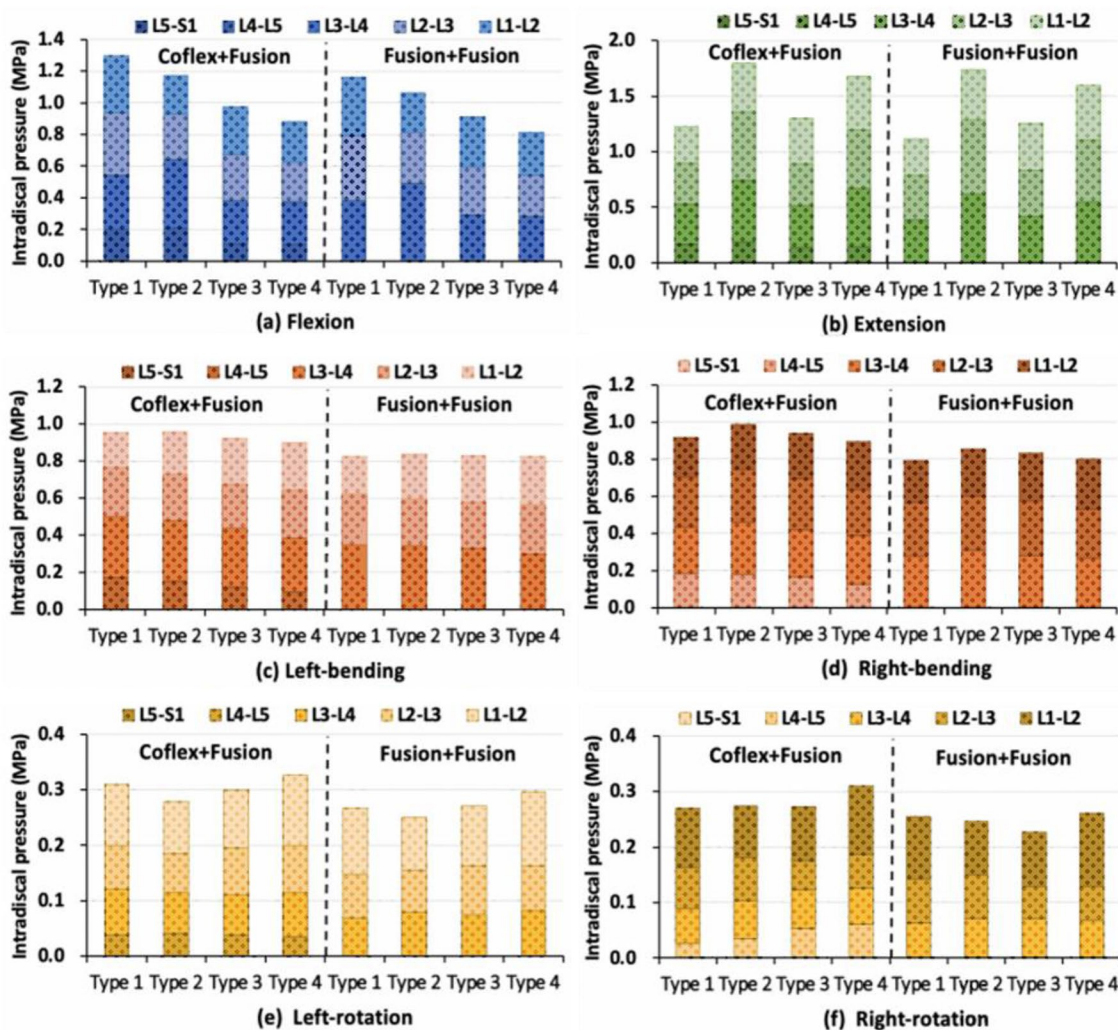 L5-S1 L4-L5 L3-L4 L2-L3 L1-L2
Intradiscal pressure (MPa)
1.4
1.2
1.0
0.8
0.6
0.4
0.2
0.0
Coflex+Fusion Fusion+Fusion
Type 1 Type 2 Type 3 Type 4 Type 1 Type 2 Type 3 Type 4
(a) Flexion
L5-S1 L4-L5 L3-L4 L2-L3 L1-L2
Intradiscal pressure (MPa)
2.0
1.5
1.0
0.5
0.0
Coflex+Fusion Fusion+Fusion
Type 1 Type 2 Type 3 Type 4 Type 1 Type 2 Type 3 Type 4
(b) Extension
L5-S1 L4-L5 L3-L4 L2-L3 L1-L2
Intradiscal pressure (MPa)
1.2
1.0
0.8
0.6
0.4
0.2
0.0
Coflex+Fusion Fusion+Fusion
Type 1 Type 2 Type 3 Type 4 Type 1 Type 2 Type 3 Type 4
(c) Left-bending
L5-S1 L4-L5 L3-L4 L2-L3 L1-L2
Intradiscal pressure (MPa)
1.2
1.0
0.8
0.6
0.4
0.2
0.0
Coflex+Fusion Fusion+Fusion
Type 1 Type 2 Type 3 Type 4 Type 1 Type 2 Type 3 Type 4
(d) Right-bending
L5-S1 L4-L5 L3-L4 L2-L3 L1-L2
Intradiscal pressure (MPa)
0.4
0.3
0.2
0.1
0.0
Coflex+Fusion Fusion+Fusion
Type 1 Type 2 Type 3 Type 4 Type 1 Type 2 Type 3 Type 4
(e) Left-rotation
L5-S1 L4-L5 L3-L4 L2-L3 L1-L2
Intradiscal pressure (MPa)
0.4
0.3
0.2
0.1
0.0
Coflex+Fusion Fusion+Fusion
Type 1 Type 2 Type 3 Type 4 Type 1 Type 2 Type 3 Type 4
(f) Right-rotation